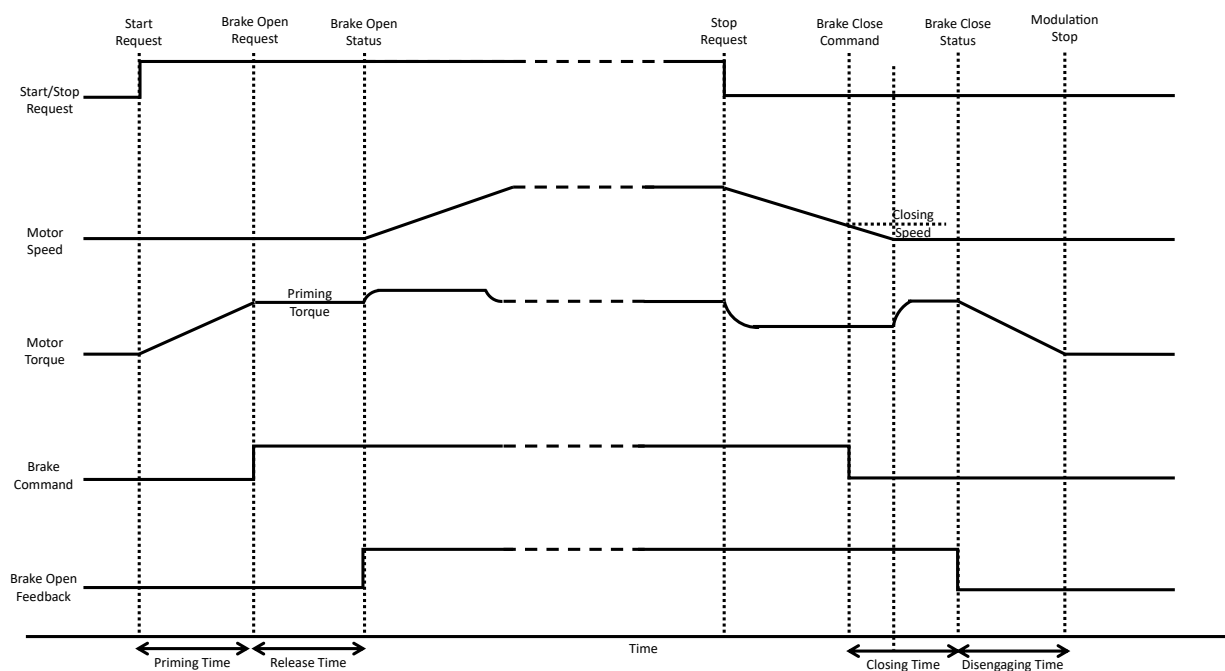 Start
Request
Brake Open
Request
Brake Open
Status
Stop
Request
Brake Close
Command
Brake Close
Status
Modulation
Stop
Start/Stop
Request
Motor
Speed
Closing
Speed
Priming
Torque
Motor
Torque
Brake
Command
Brake Open
Feedback
Priming Time
Release Time
Time
Closing Time
Disengaging Time